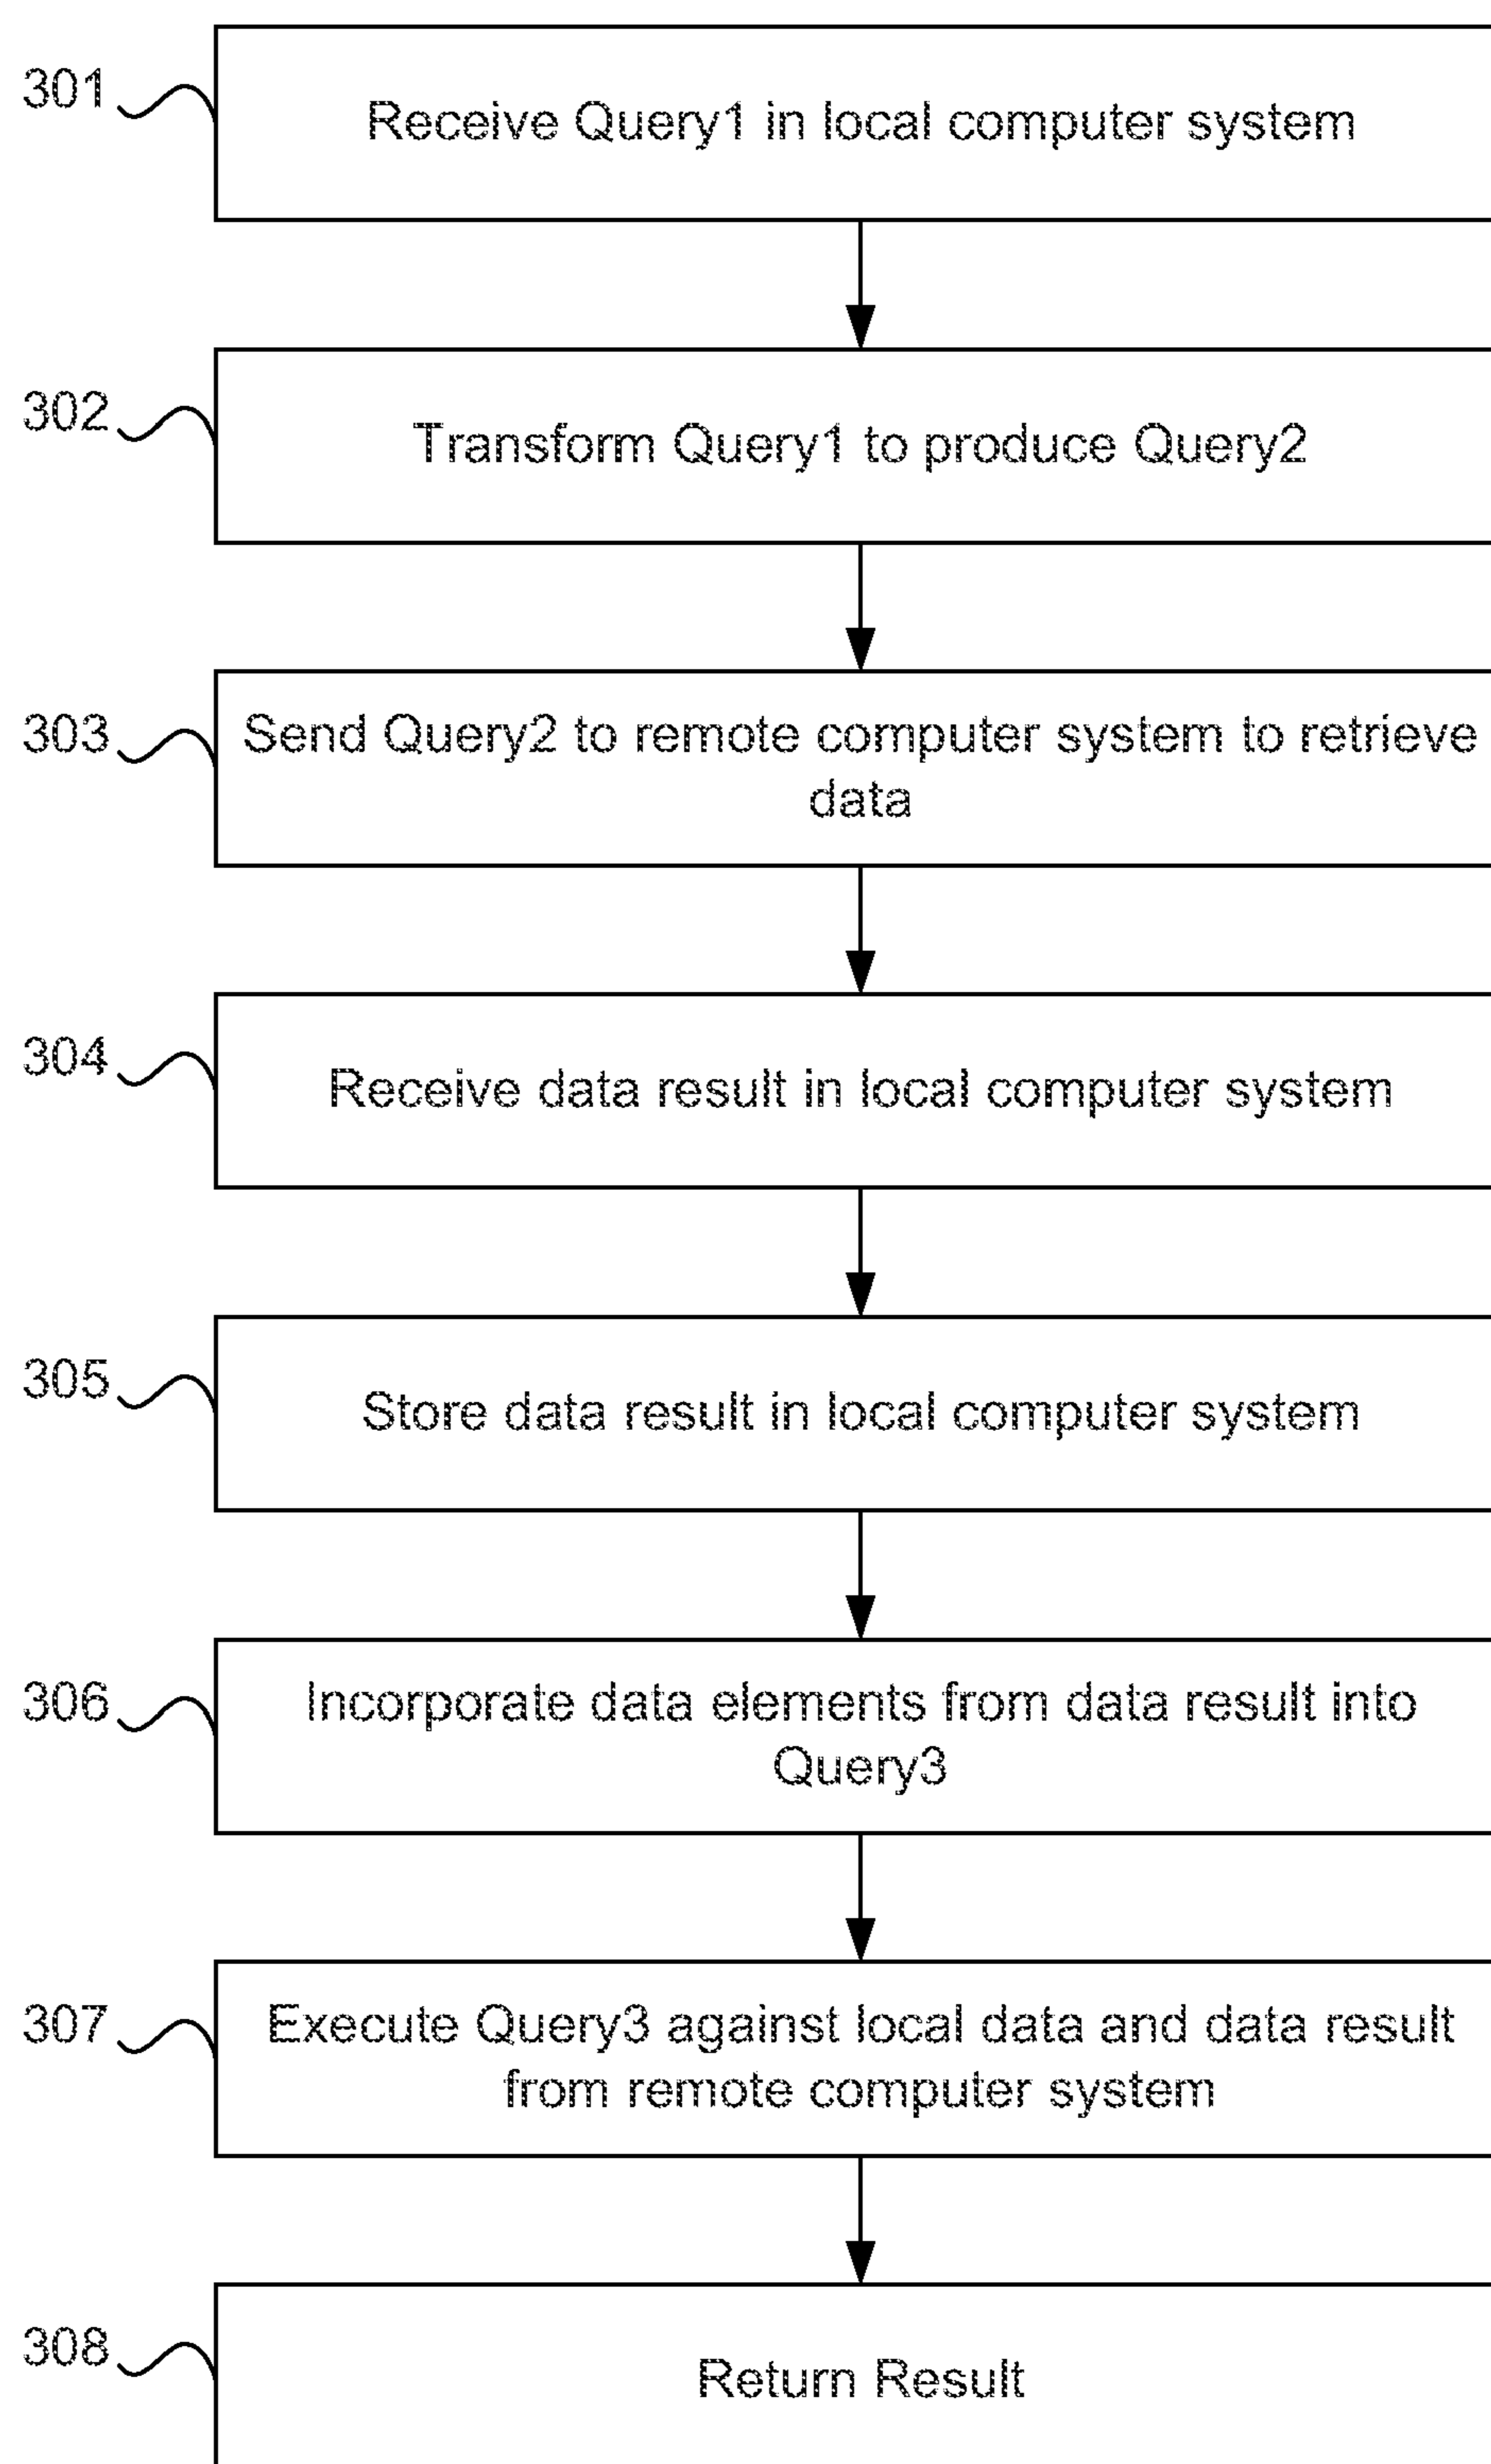 301
Receive Query1 in local computer system
302
Transform Query1 to produce Query2
303
Send Query2 to remote computer system to retrieve
data
304
Receive data result in local computer system
305
Store data result in local computer system
306
Incorporate data elements from data result into
Query3
307
Execute Query3 against local data and data result
from remote computer system
308
Return Result